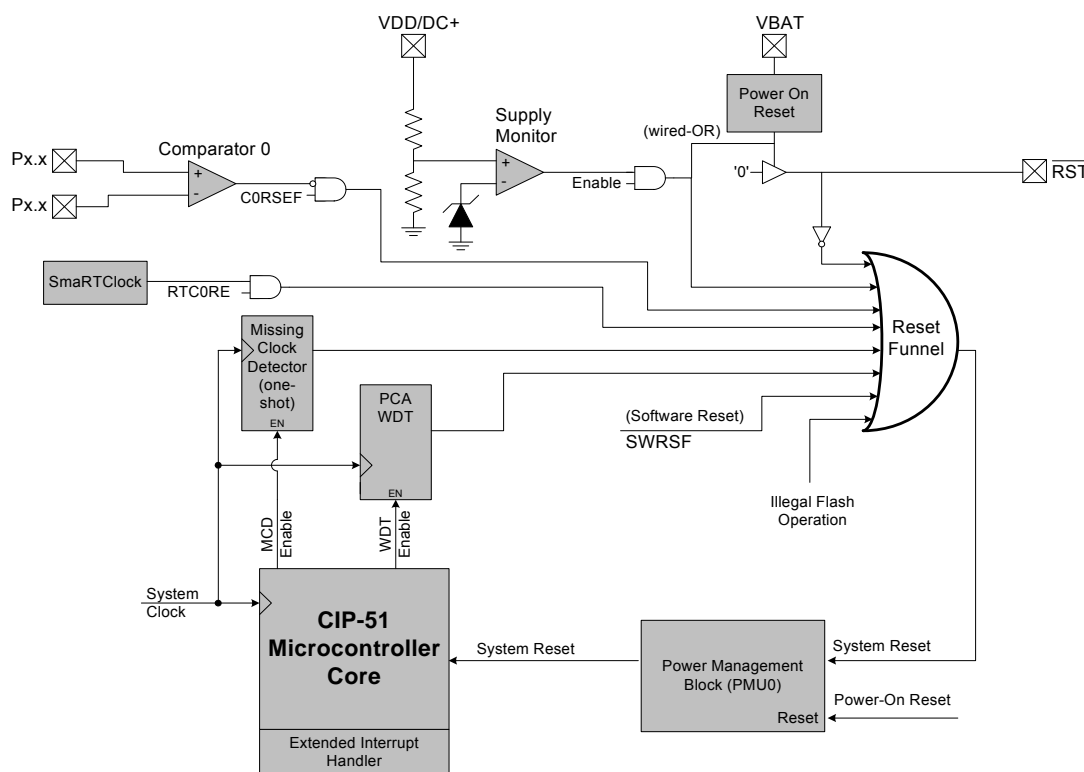 VDD/DC+
VBAT
Power On
Reset
Supply
Monitor
(wired-OR)
Px.x
Comparator 0
+
-
Px.x
C0RSEF
+
-
Enable
'0'
RST
SmaRTClock
RTC0RE
Missing
Clock
Detector
(one-
shot)
EN
Reset
Funnel
PCA
WDT
EN
(Software Reset)
SWRSF
Illegal Flash
Operation
MCD
Enable
WDT
Enable
System
Clock
CIP-51
Microcontroller
Core
Extended Interrupt
Handler
System Reset
Power Management
Block (PMU0)
Reset
System Reset
Power-On Reset